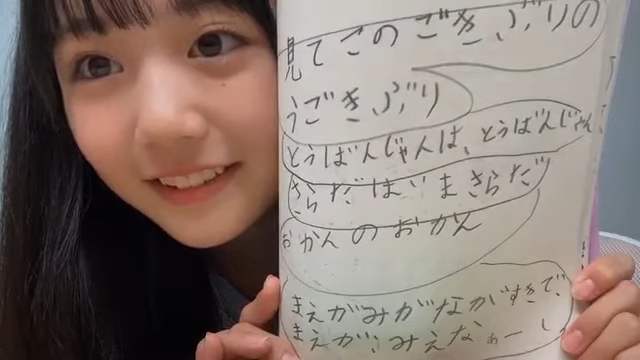 見てこのごきぶりの
うごきぶり
とうばんじゃんは、とうばんじゃん
きらだはいまきらだ
おかんのおかん
まえがみがながすぎで、
まえが、みえなぁーい